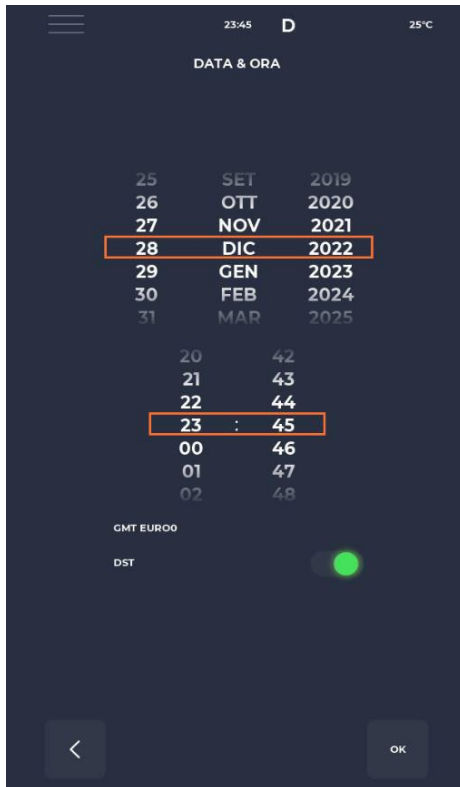 23:45 D 25°C
DATA & ORA
25 SET 2019
26 OTT 2020
27 NOV 2021
28 DIC 2022
29 GEN 2023
30 FEB 2024
31 MAR 2025
20 42
21 43
22 44
23 : 45
00 46
01 47
02 48
GMT EURO0
DST
OK